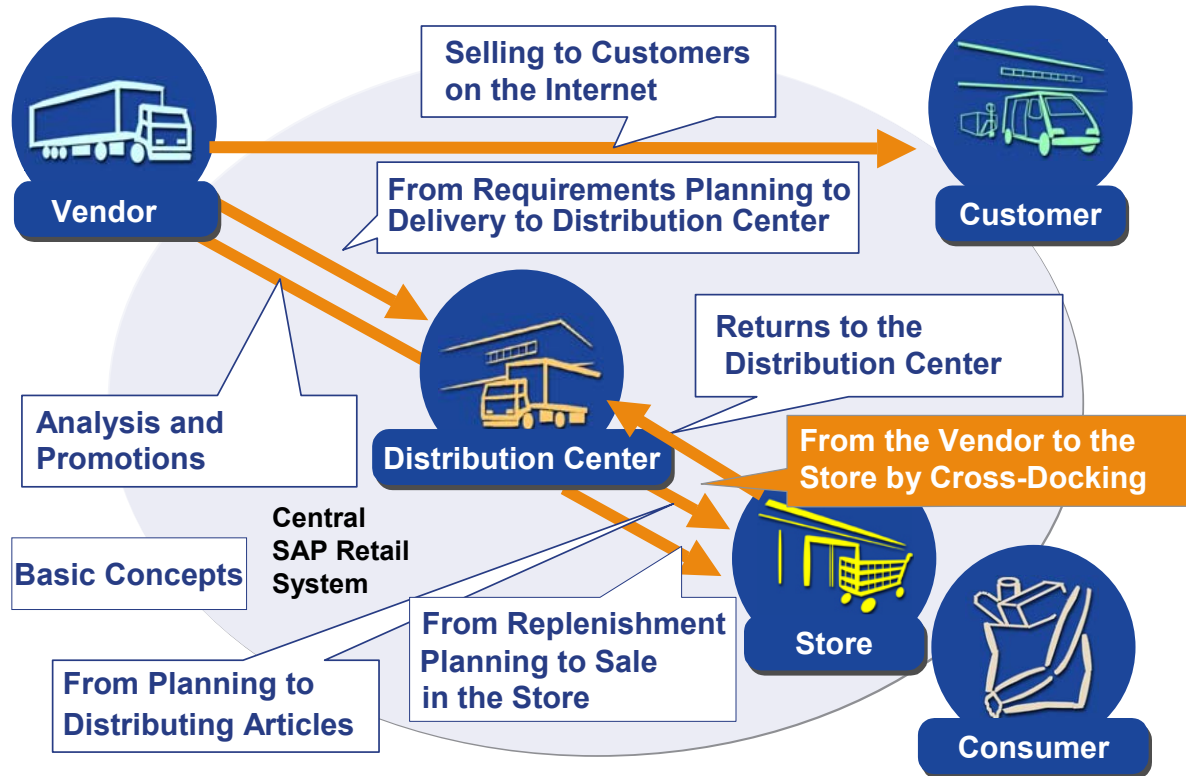 Selling to Customers
on the Internet
Vendor
Customer
From Requirements Planning to
Delivery to Distribution Center
Returns to the
Distribution Center
Analysis and
Promotions
Distribution Center
From the Vendor to the
Store by Cross-Docking
Central
SAP Retail
System
Basic Concepts
From Replenishment
Planning to Sale
in the Store
Store
From Planning to
Distributing Articles
Consumer